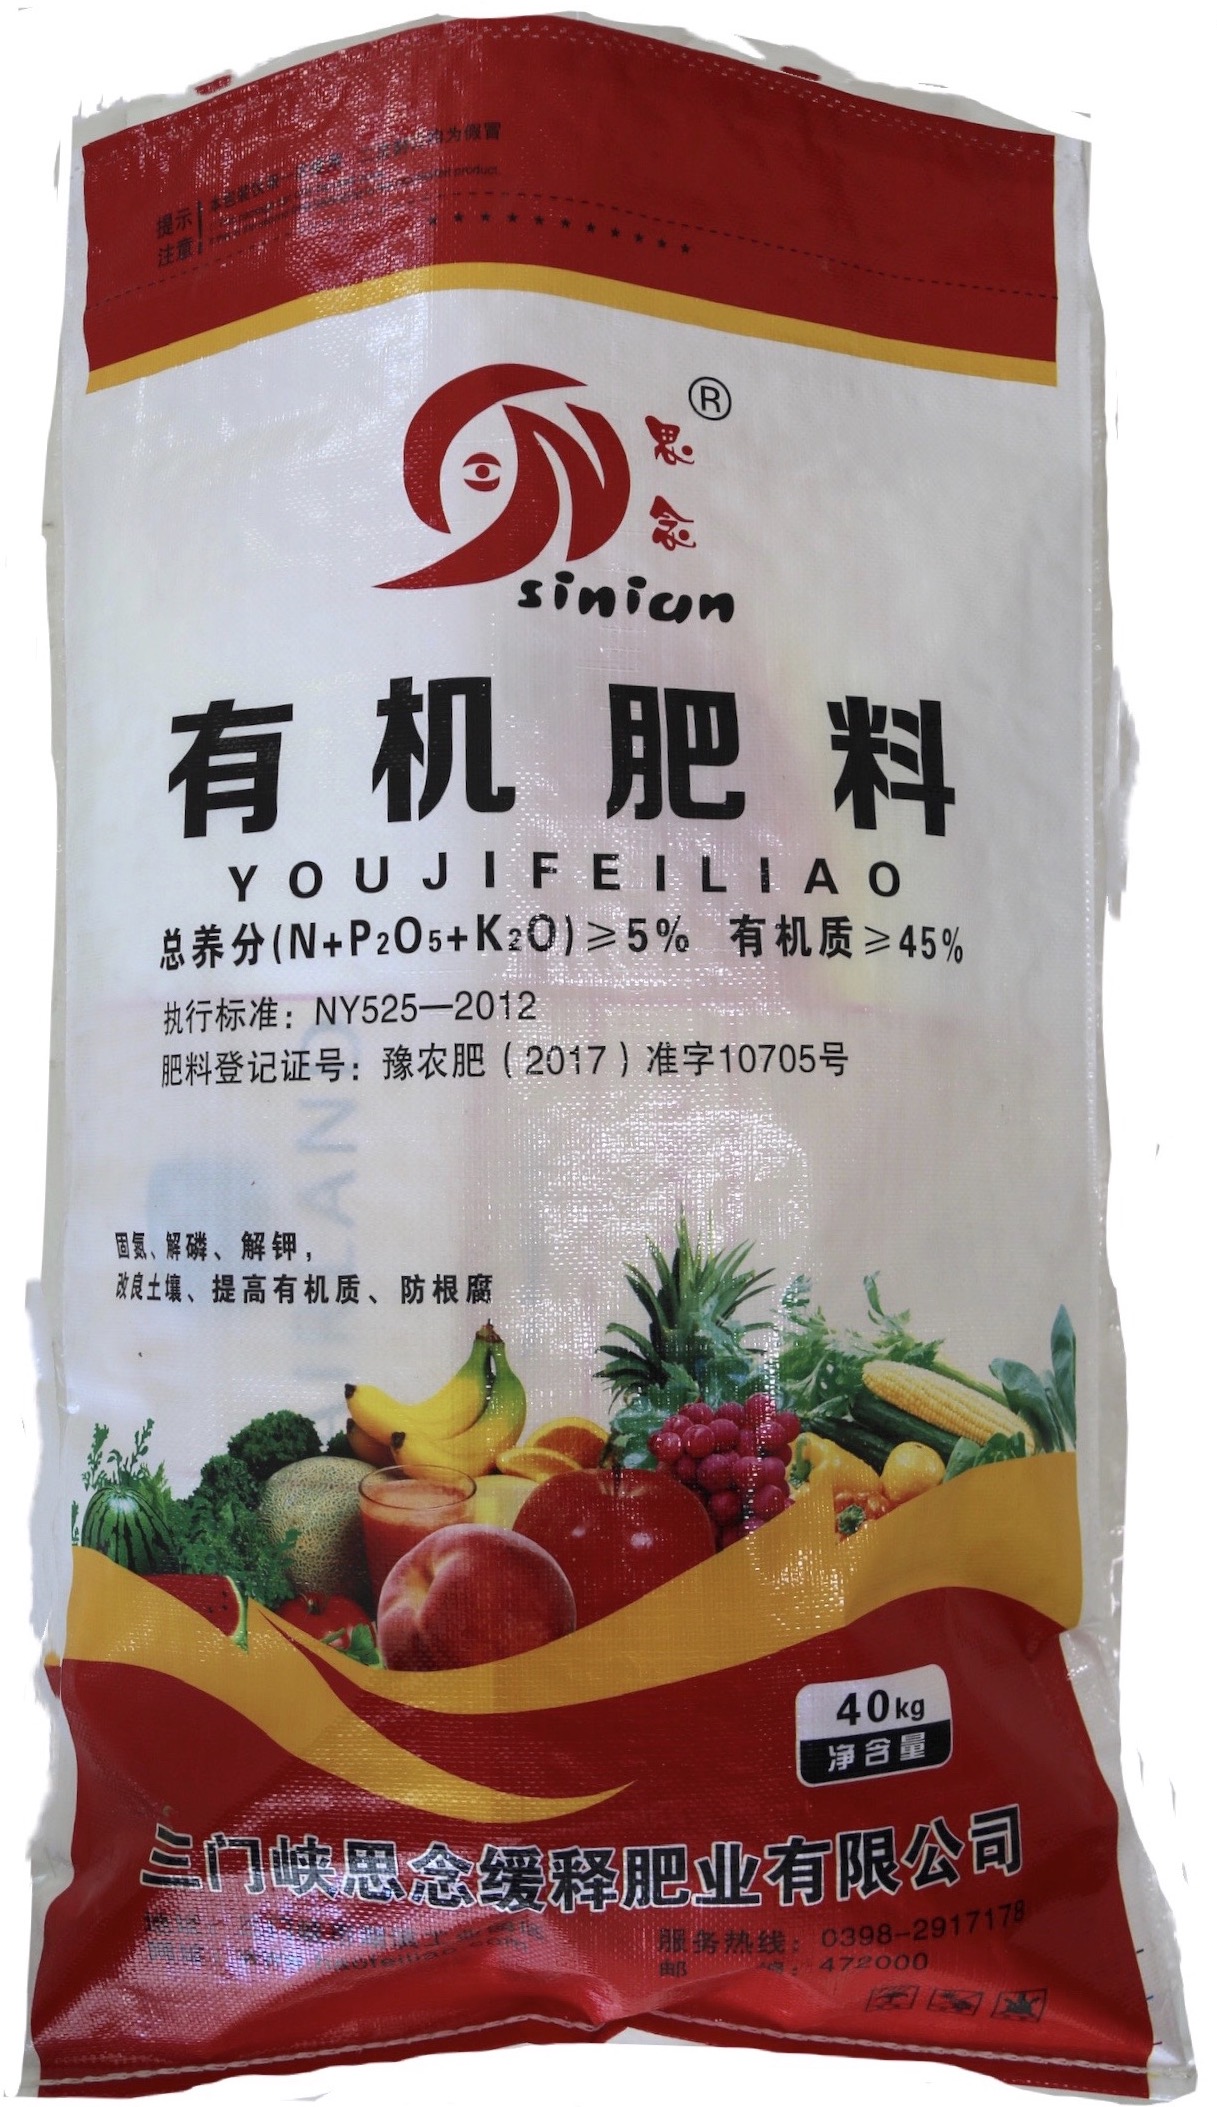 提示
注意
®
思
念
sinian
有机肥料
YOUJIFEILIAO
总养分(N+P₂O₅+K₂O)≥5% 有机质≥45%
执行标准：NY525—2012
肥料登记证号：豫农肥（2017）准字10705号
固氮、解磷、解钾，
改良土壤、提高有机质、防根腐
40kg
净含量
三门峡思念缓释肥业有限公司
服务热线：0398-2917178
邮 编：472000